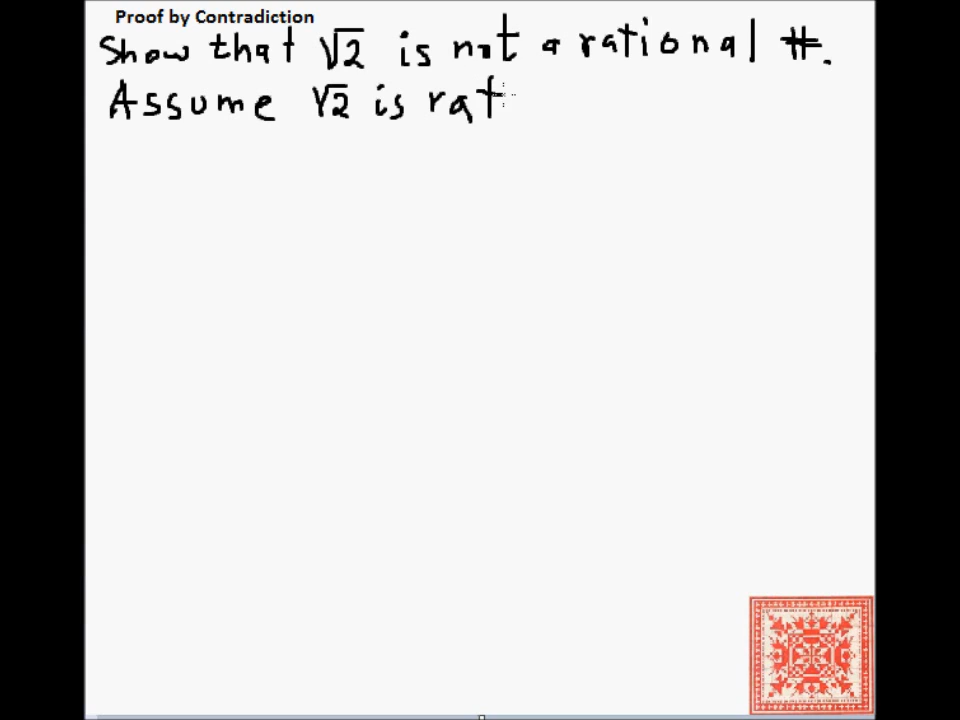 Proof by Contradiction
Show that √2 is not a rational #.
Assume √2 is rat